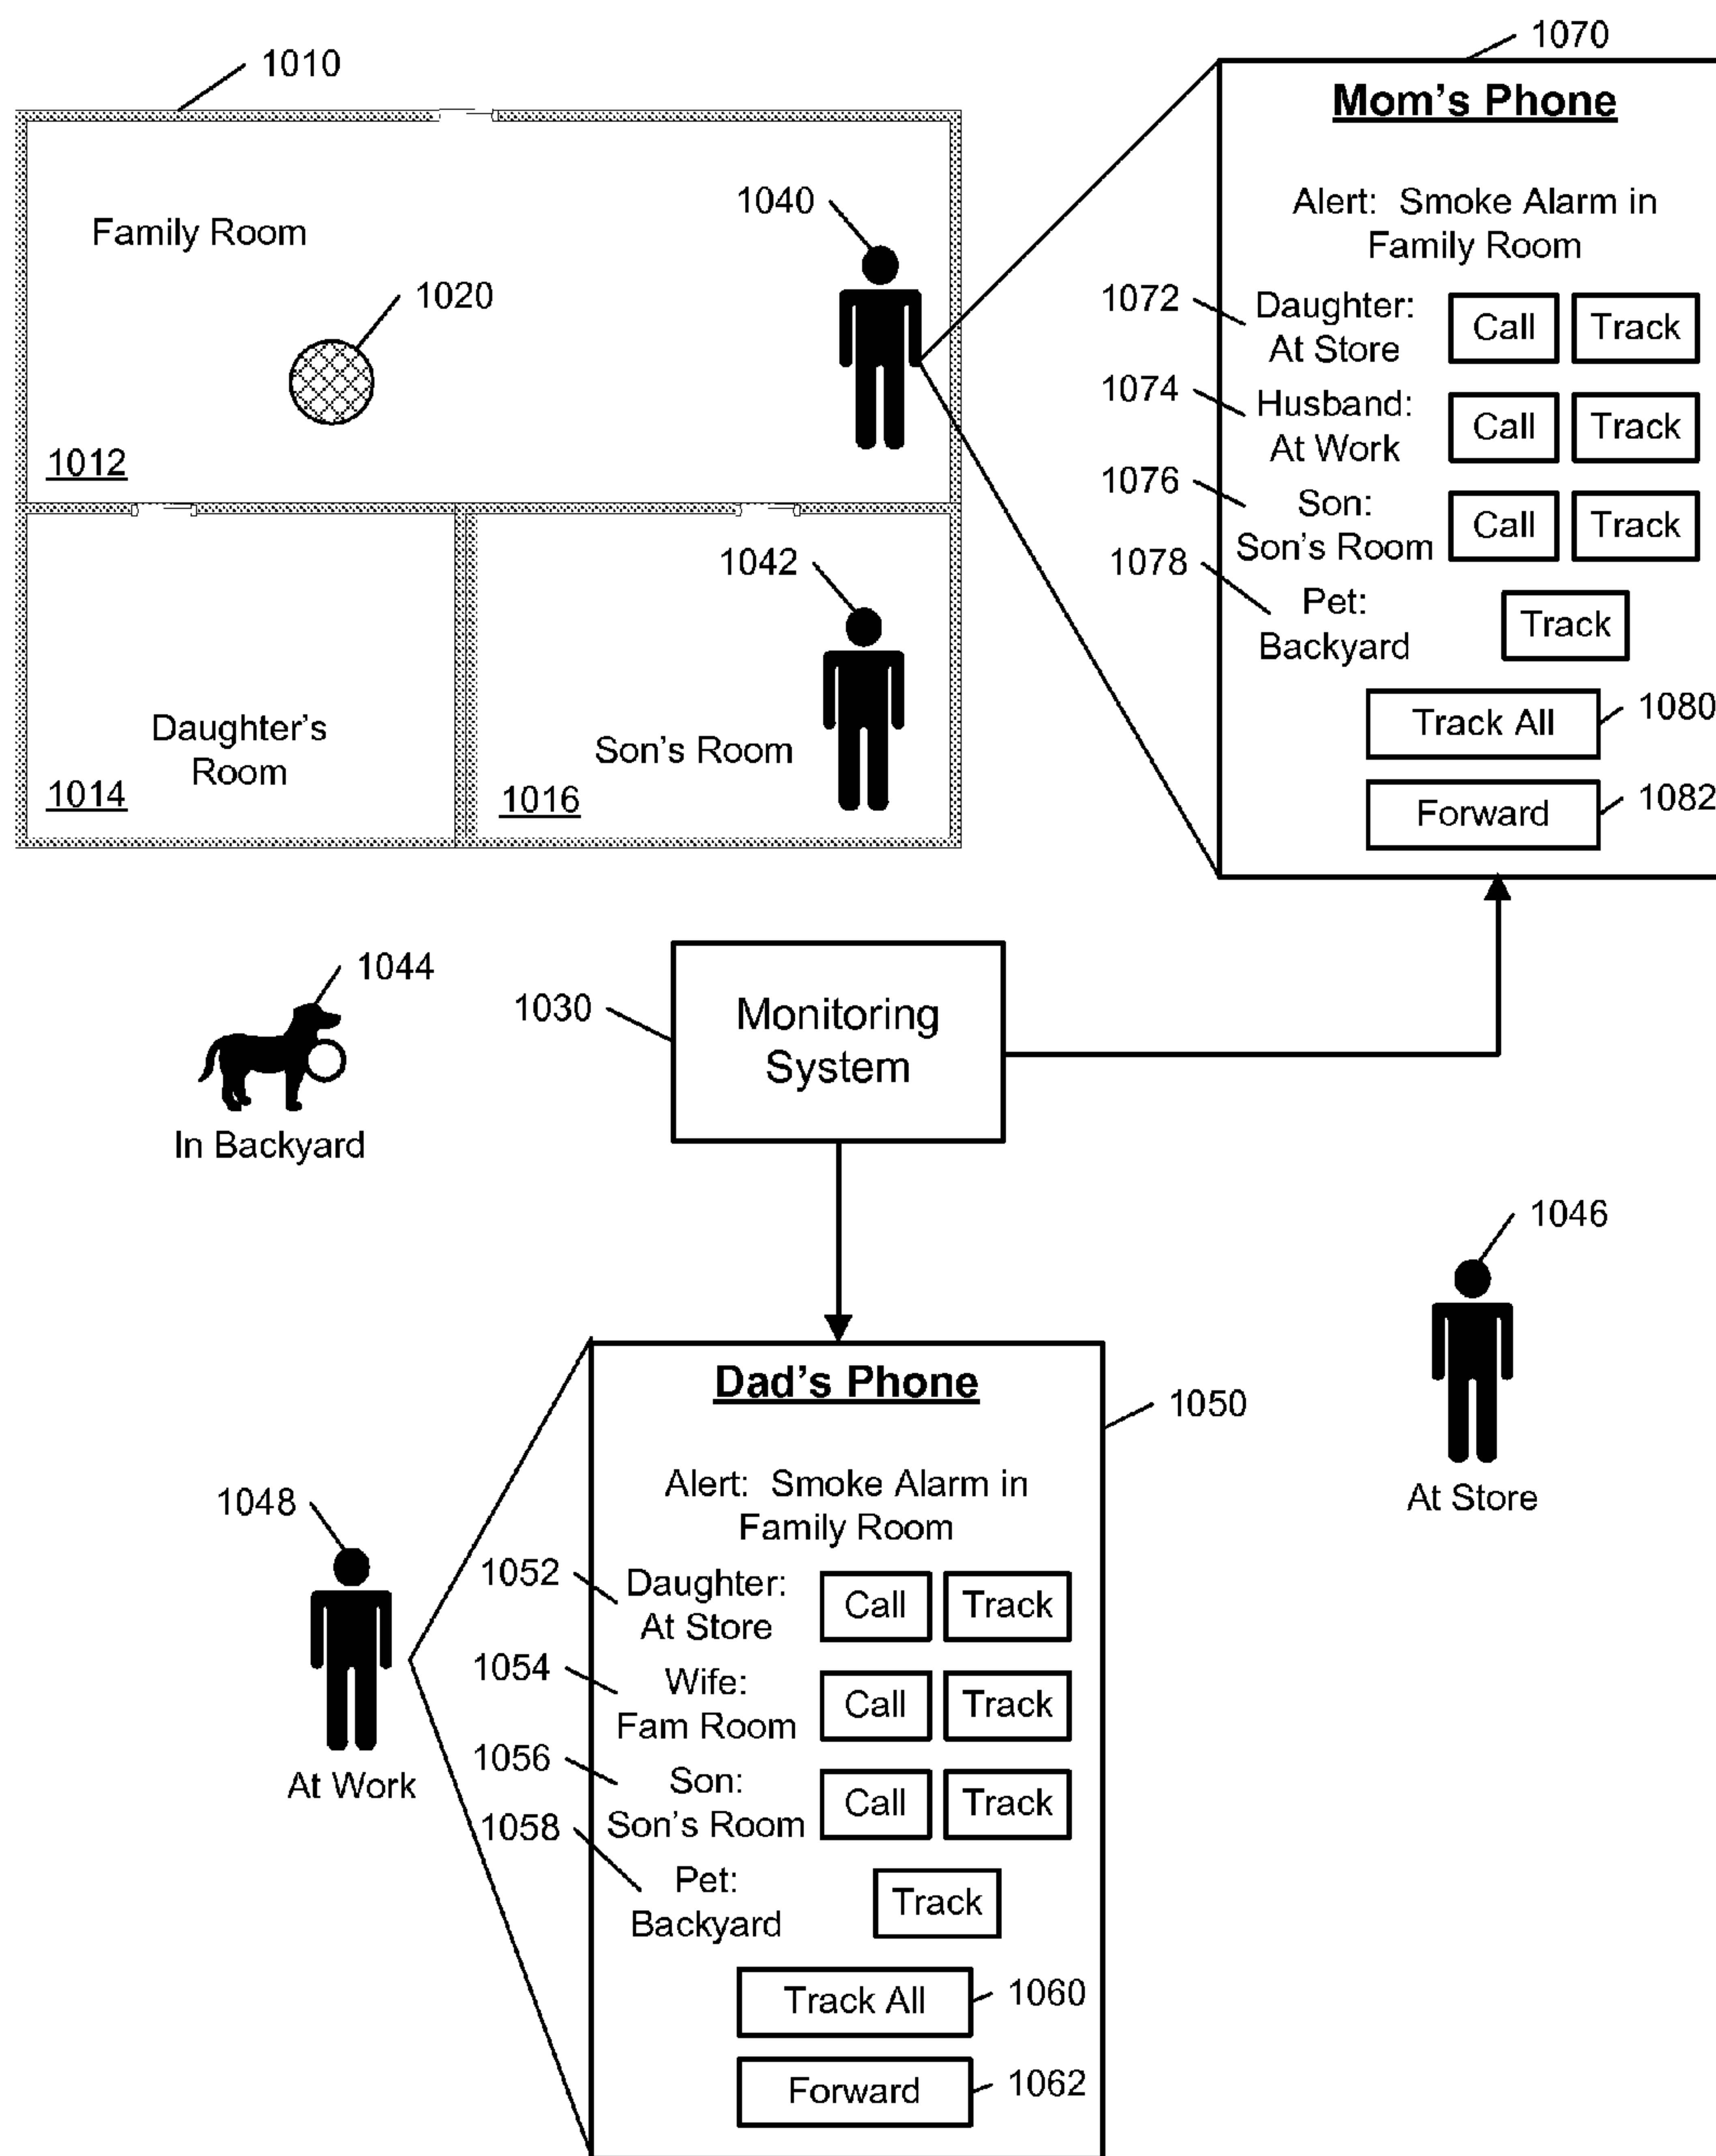 1010
Family Room
1020
1040
1012
1042
Daughter's
Room
1014
Son's Room
1016
1070
Mom's Phone
Alert: Smoke Alarm in
Family Room
1072
Daughter:
At Store
Call
Track
1074
Husband:
At Work
Call
Track
1076
Son:
Son's Room
Call
Track
1078
Pet:
Backyard
Track
Track All
1080
Forward
1082
1044
In Backyard
1030
Monitoring
System
1046
At Store
1048
At Work
Dad's Phone
1050
Alert: Smoke Alarm in
Family Room
1052
Daughter:
At Store
Call
Track
1054
Wife:
Fam Room
Call
Track
1056
Son:
Son's Room
Call
Track
1058
Pet:
Backyard
Track
Track All
1060
Forward
1062